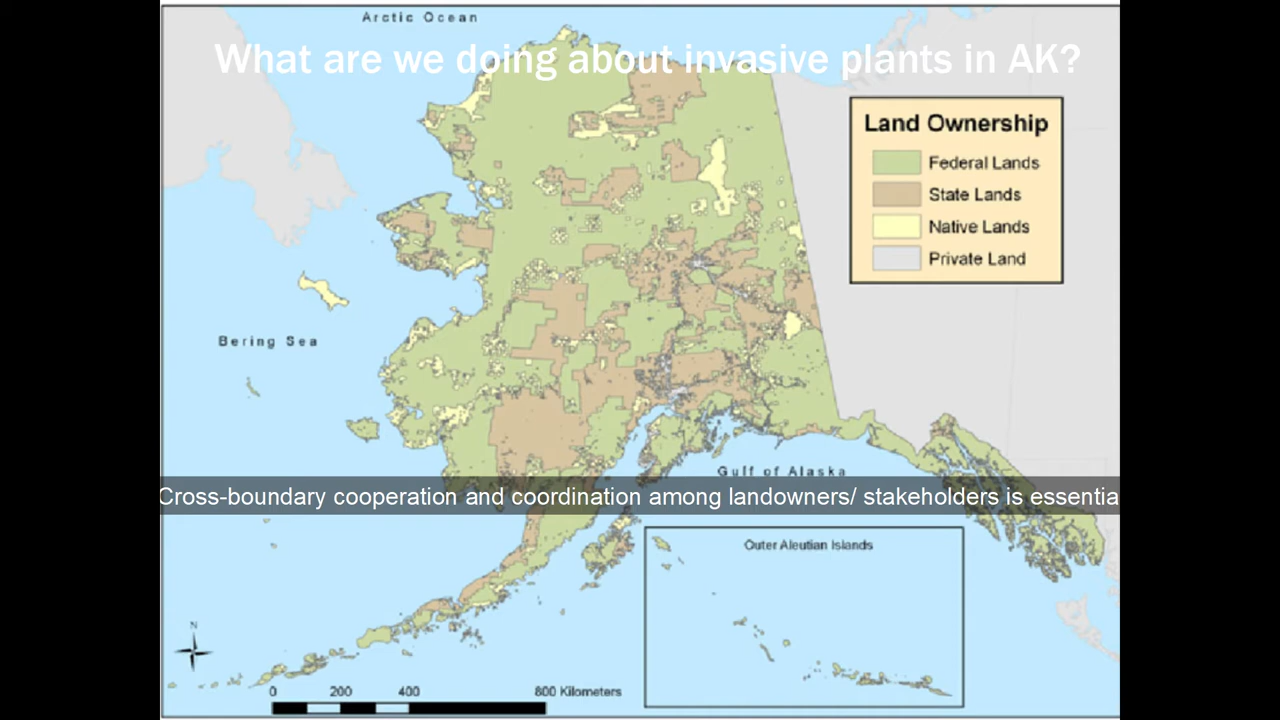 Arctic Ocean
What are we doing about invasive plants in AK?
Land Ownership
Federal Lands
State Lands
Native Lands
Private Land
Bering Sea
Gulf of Alaska
Cross-boundary cooperation and coordination among landowners/ stakeholders is essentia
Outer Aleutian Islands
N
0 200 400 800 Kilometers